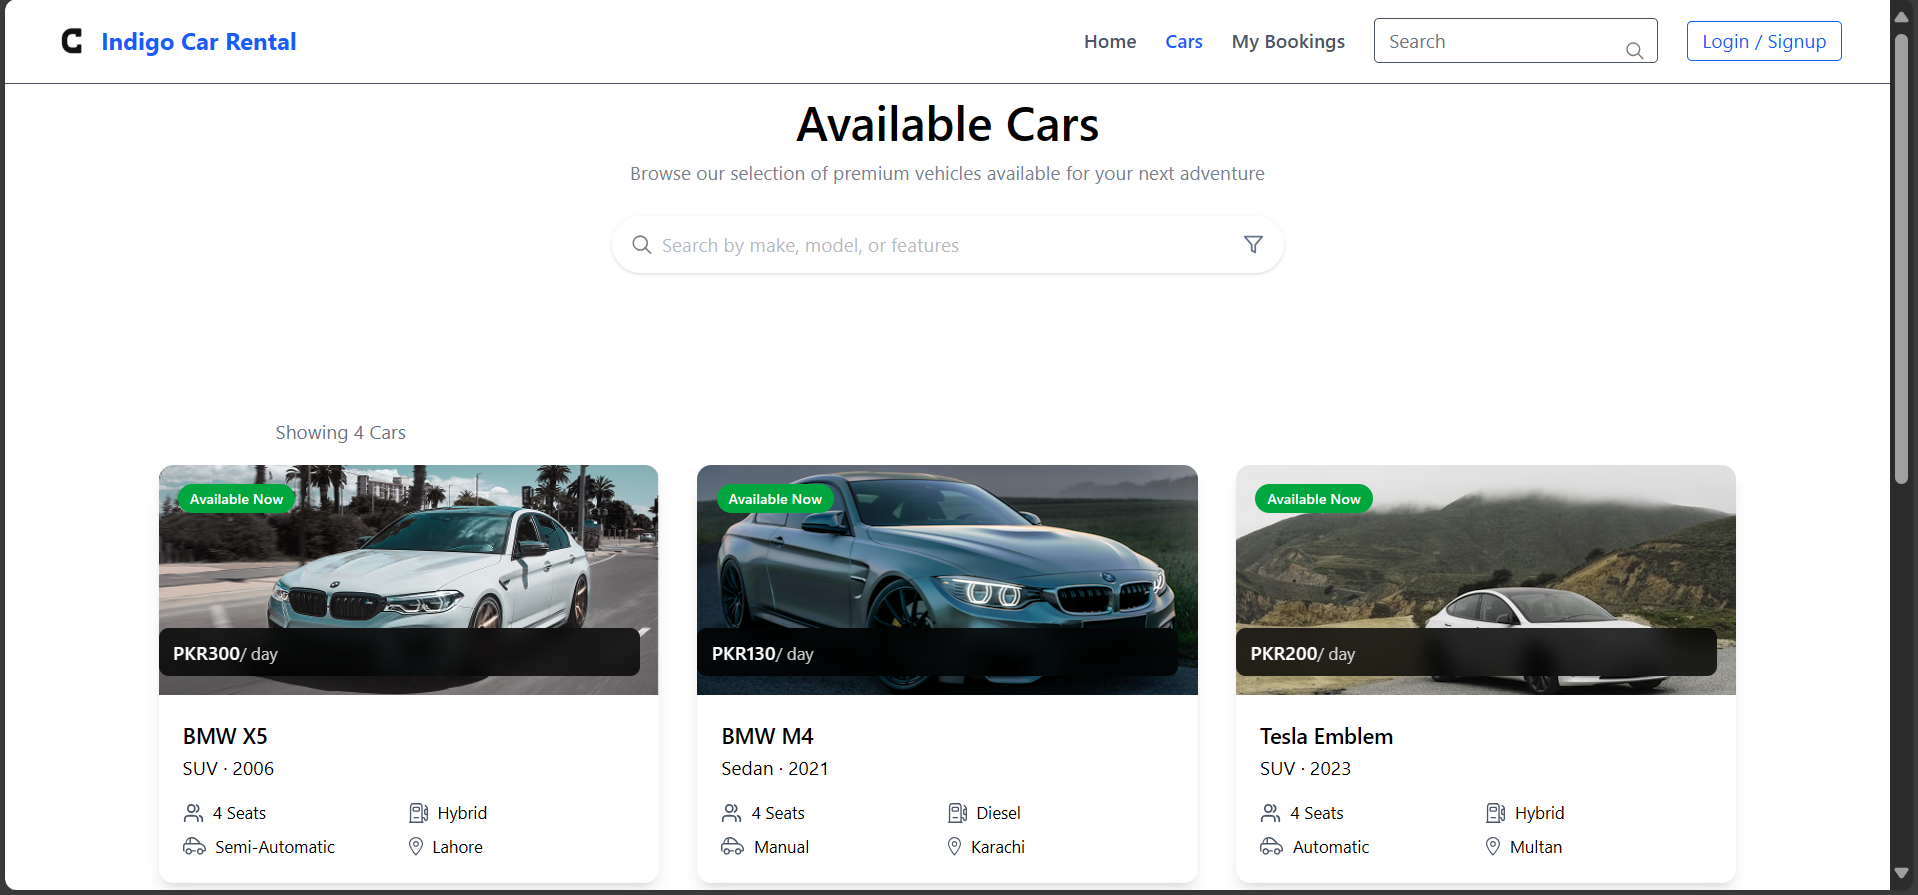 Indigo Car Rental
Home Cars My Bookings Search Login / Signup
Available Cars
Browse our selection of premium vehicles available for your next adventure
Search by make, model, or features
Showing 4 Cars
Available Now
PKR300/ day
BMW X5
SUV · 2006
4 Seats Hybrid
Semi-Automatic Lahore
Available Now
PKR130/ day
BMW M4
Sedan · 2021
4 Seats Diesel
Manual Karachi
Available Now
PKR200/ day
Tesla Emblem
SUV · 2023
4 Seats Hybrid
Automatic Multan